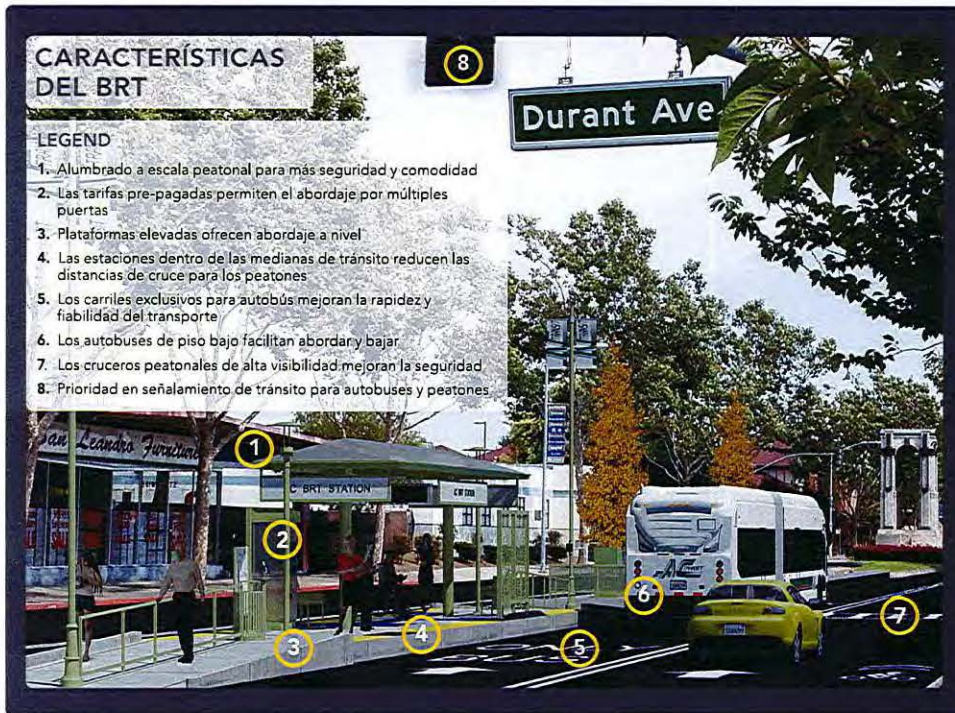 CARACTERÍSTICAS
DEL BRT
LEGEND
1. Alumbrado a escala peatonal para más seguridad y comodidad
2. Las tarifas pre-pagadas permiten el abordaje por múltiples
puertas
3. Plataformas elevadas ofrecen abordaje a nivel
4. Las estaciones dentro de las medianas de tránsito reducen las
distancias de cruce para los peatones
5. Los carriles exclusivos para autobús mejoran la rapidez y
fiabilidad del transporte
6. Los autobuses de piso bajo facilitan abordar y bajar
7. Los cruceros peatonales de alta visibilidad mejoran la seguridad
8. Prioridad en señalamiento de tránsito para autobuses y peatones
8
Durant Ave
San Leandro Furniture
1
C BRT STATION
2
6
7
3
4
5